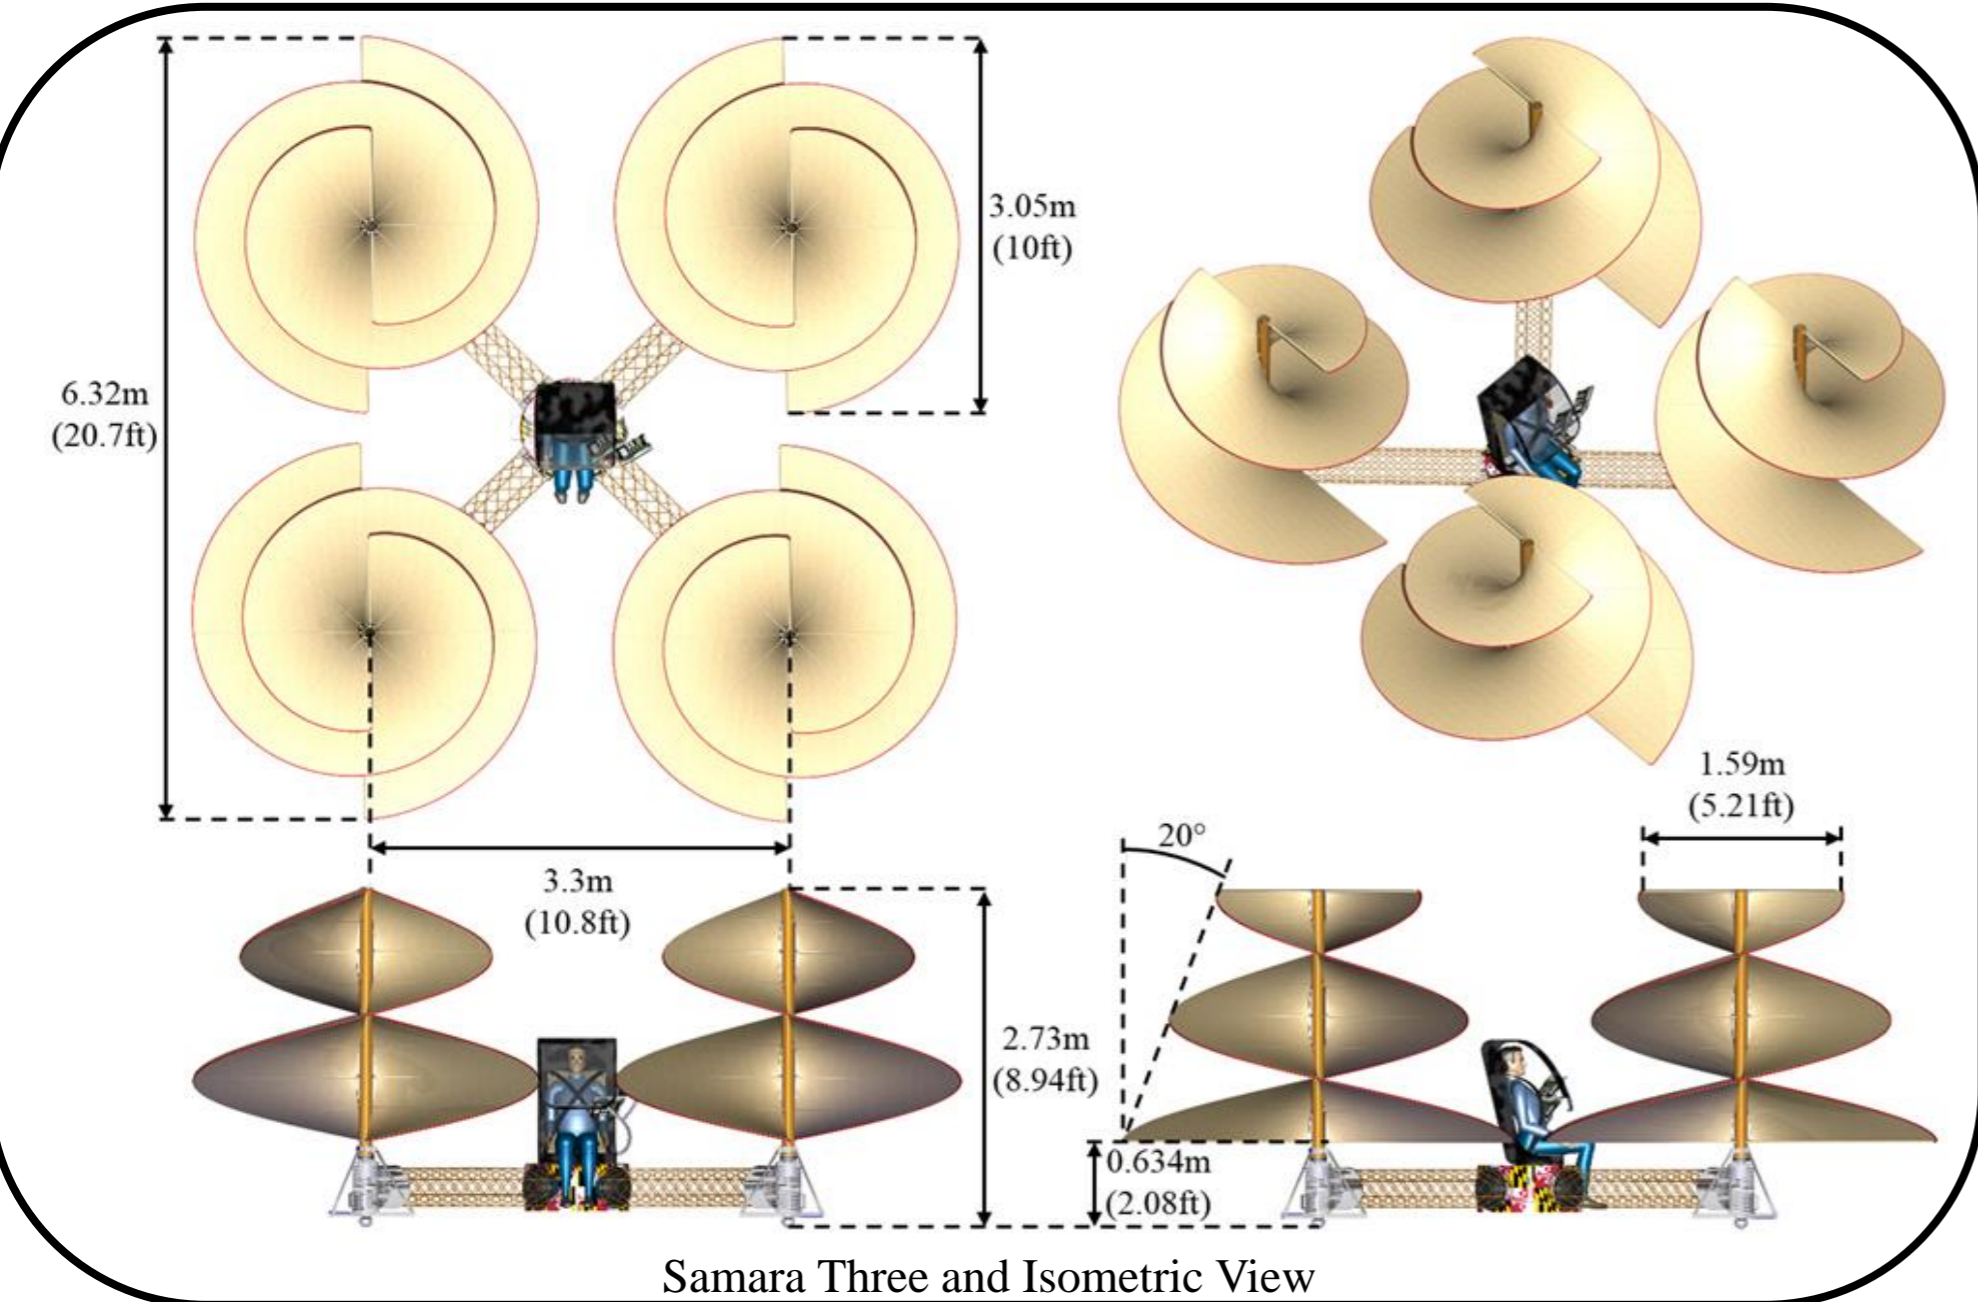 3.05m
(10ft)
6.32m
(20.7ft)
1.59m
(5.21ft)
20°
3.3m
(10.8ft)
2.73m
(8.94ft)
0.634m
(2.08ft)
Samara Three and Isometric View